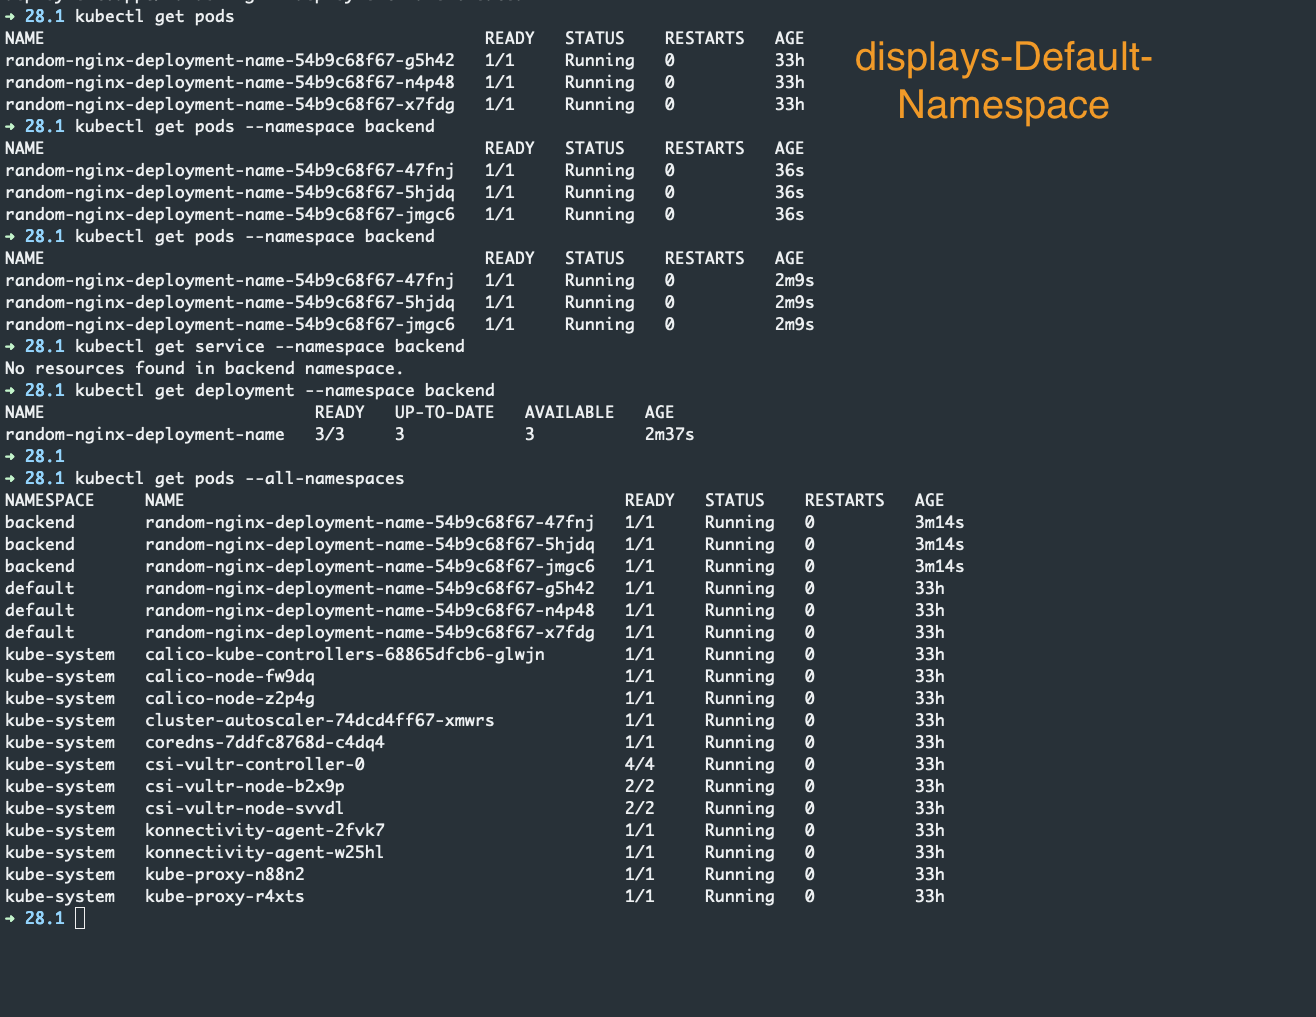 ➜ 28.1 kubectl get pods
NAME READY STATUS RESTARTS AGE
random-nginx-deployment-name-54b9c68f67-g5h42 1/1 Running 0 33h
random-nginx-deployment-name-54b9c68f67-n4p48 1/1 Running 0 33h
random-nginx-deployment-name-54b9c68f67-x7fdg 1/1 Running 0 33h
displays-Default-
Namespace
➜ 28.1 kubectl get pods --namespace backend
NAME READY STATUS RESTARTS AGE
random-nginx-deployment-name-54b9c68f67-47fnj 1/1 Running 0 36s
random-nginx-deployment-name-54b9c68f67-5hjdq 1/1 Running 0 36s
random-nginx-deployment-name-54b9c68f67-jmgc6 1/1 Running 0 36s
➜ 28.1 kubectl get pods --namespace backend
NAME READY STATUS RESTARTS AGE
random-nginx-deployment-name-54b9c68f67-47fnj 1/1 Running 0 2m9s
random-nginx-deployment-name-54b9c68f67-5hjdq 1/1 Running 0 2m9s
random-nginx-deployment-name-54b9c68f67-jmgc6 1/1 Running 0 2m9s
➜ 28.1 kubectl get service --namespace backend
No resources found in backend namespace.
➜ 28.1 kubectl get deployment --namespace backend
NAME READY UP-TO-DATE AVAILABLE AGE
random-nginx-deployment-name 3/3 3 3 2m37s
➜ 28.1
➜ 28.1 kubectl get pods --all-namespaces
NAMESPACE NAME READY STATUS RESTARTS AGE
backend random-nginx-deployment-name-54b9c68f67-47fnj 1/1 Running 0 3m14s
backend random-nginx-deployment-name-54b9c68f67-5hjdq 1/1 Running 0 3m14s
backend random-nginx-deployment-name-54b9c68f67-jmgc6 1/1 Running 0 3m14s
default random-nginx-deployment-name-54b9c68f67-g5h42 1/1 Running 0 33h
default random-nginx-deployment-name-54b9c68f67-n4p48 1/1 Running 0 33h
default random-nginx-deployment-name-54b9c68f67-x7fdg 1/1 Running 0 33h
kube-system calico-kube-controllers-68865dfcb6-glwjn 1/1 Running 0 33h
kube-system calico-node-fw9dq 1/1 Running 0 33h
kube-system calico-node-z2p4g 1/1 Running 0 33h
kube-system cluster-autoscaler-74dcd4ff67-xmwrs 1/1 Running 0 33h
kube-system coredns-7ddfc8768d-c4dq4 1/1 Running 0 33h
kube-system csi-vultr-controller-0 4/4 Running 0 33h
kube-system csi-vultr-node-b2x9p 2/2 Running 0 33h
kube-system csi-vultr-node-svvdl 2/2 Running 0 33h
kube-system konnectivity-agent-2fvk7 1/1 Running 0 33h
kube-system konnectivity-agent-w25hl 1/1 Running 0 33h
kube-system kube-proxy-n88n2 1/1 Running 0 33h
kube-system kube-proxy-r4xts 1/1 Running 0 33h
➜ 28.1